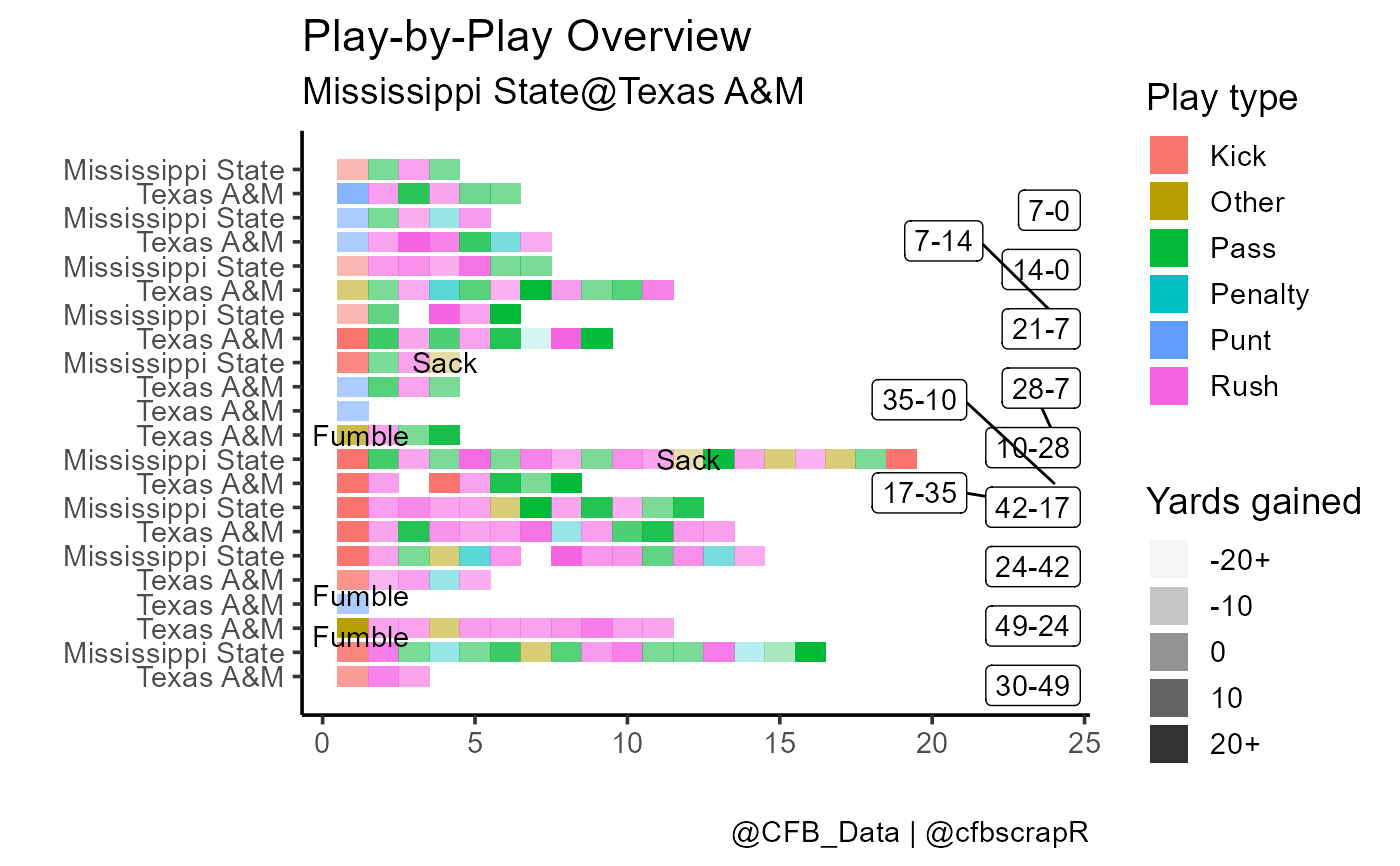 Play-by-Play Overview
Mississippi State@Texas A&M
Mississippi State
Texas A&M
Mississippi State
Texas A&M
Mississippi State
Texas A&M
Mississippi State
Texas A&M
Mississippi State
Texas A&M
Texas A&M
Texas A&M
Mississippi State
Texas A&M
Mississippi State
Texas A&M
Mississippi State
Texas A&M
Texas A&M
Texas A&M
Mississippi State
Texas A&M
Sack
Fumble
Sack
Fumble
Fumble
7-0
7-14
14-0
21-7
28-7
35-10
10-28
17-35
42-17
24-42
49-24
30-49
0 5 10 15 20 25
Play type
Kick
Other
Pass
Penalty
Punt
Rush
Yards gained
-20+
-10
0
10
20+
@CFB_Data | @cfbscrapR